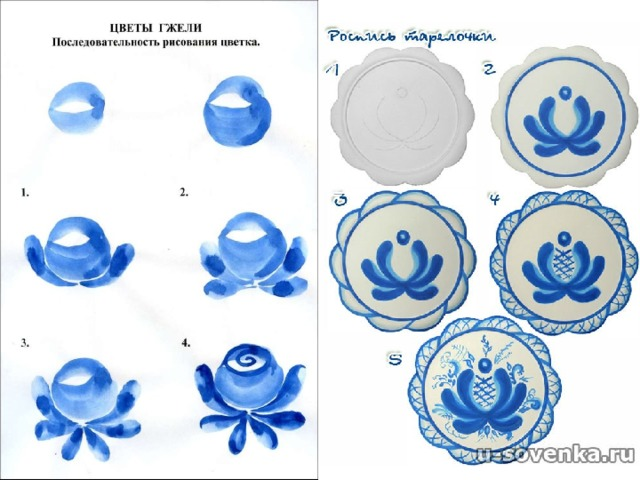 ЦВЕТЫ ГЖЕЛИ
Последовательность рисования цветка.
1.
2.
3.
4.
Роспись тарелочки
1
2
3
4
5
u-sovenka.ru